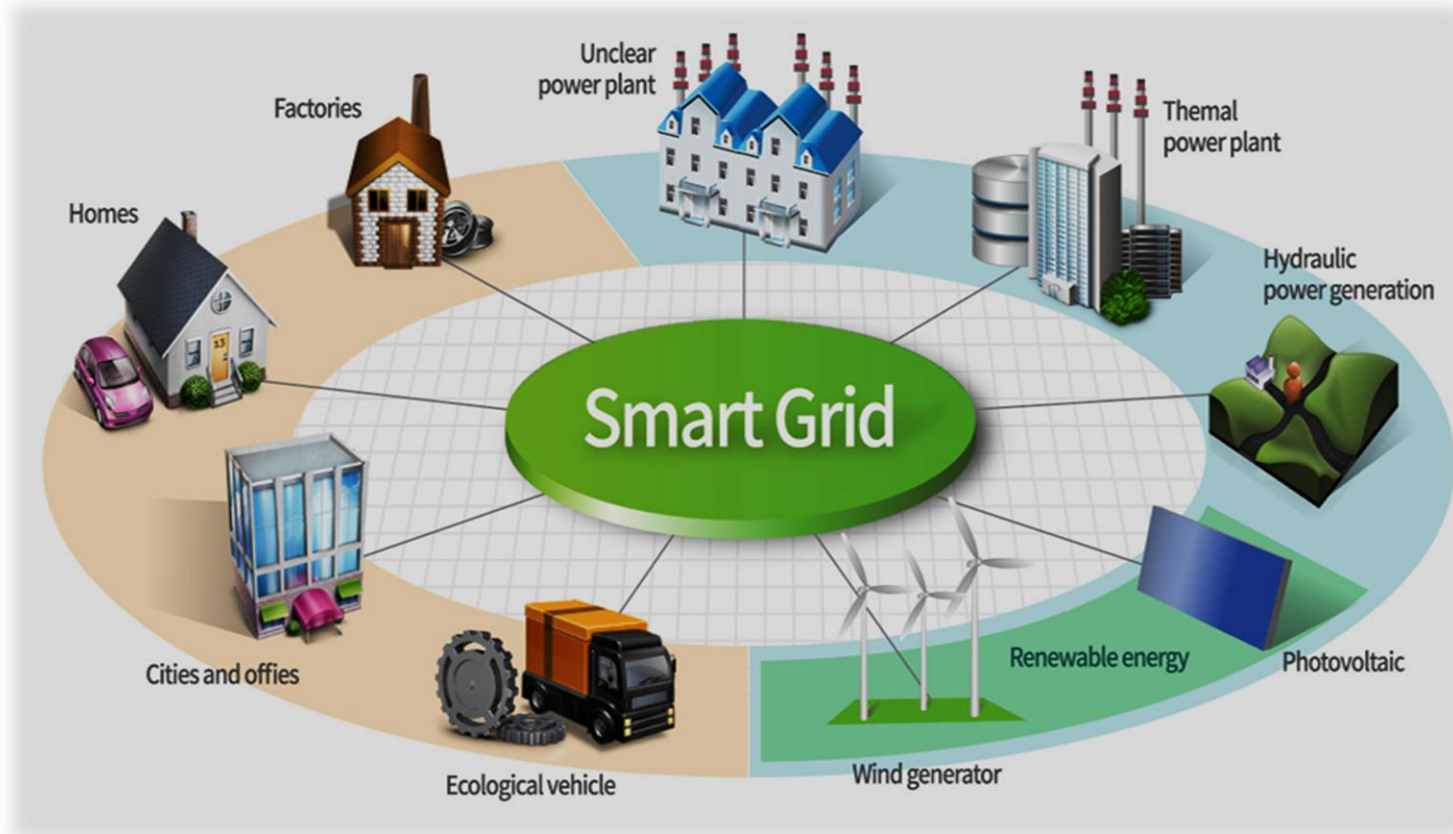 Unclear
power plant
Factories
Themal
power plant
Homes
Hydraulic
power generation
13
Smart Grid
Renewable energy
Photovoltaic
Cities and offies
Wind generator
Ecological vehicle